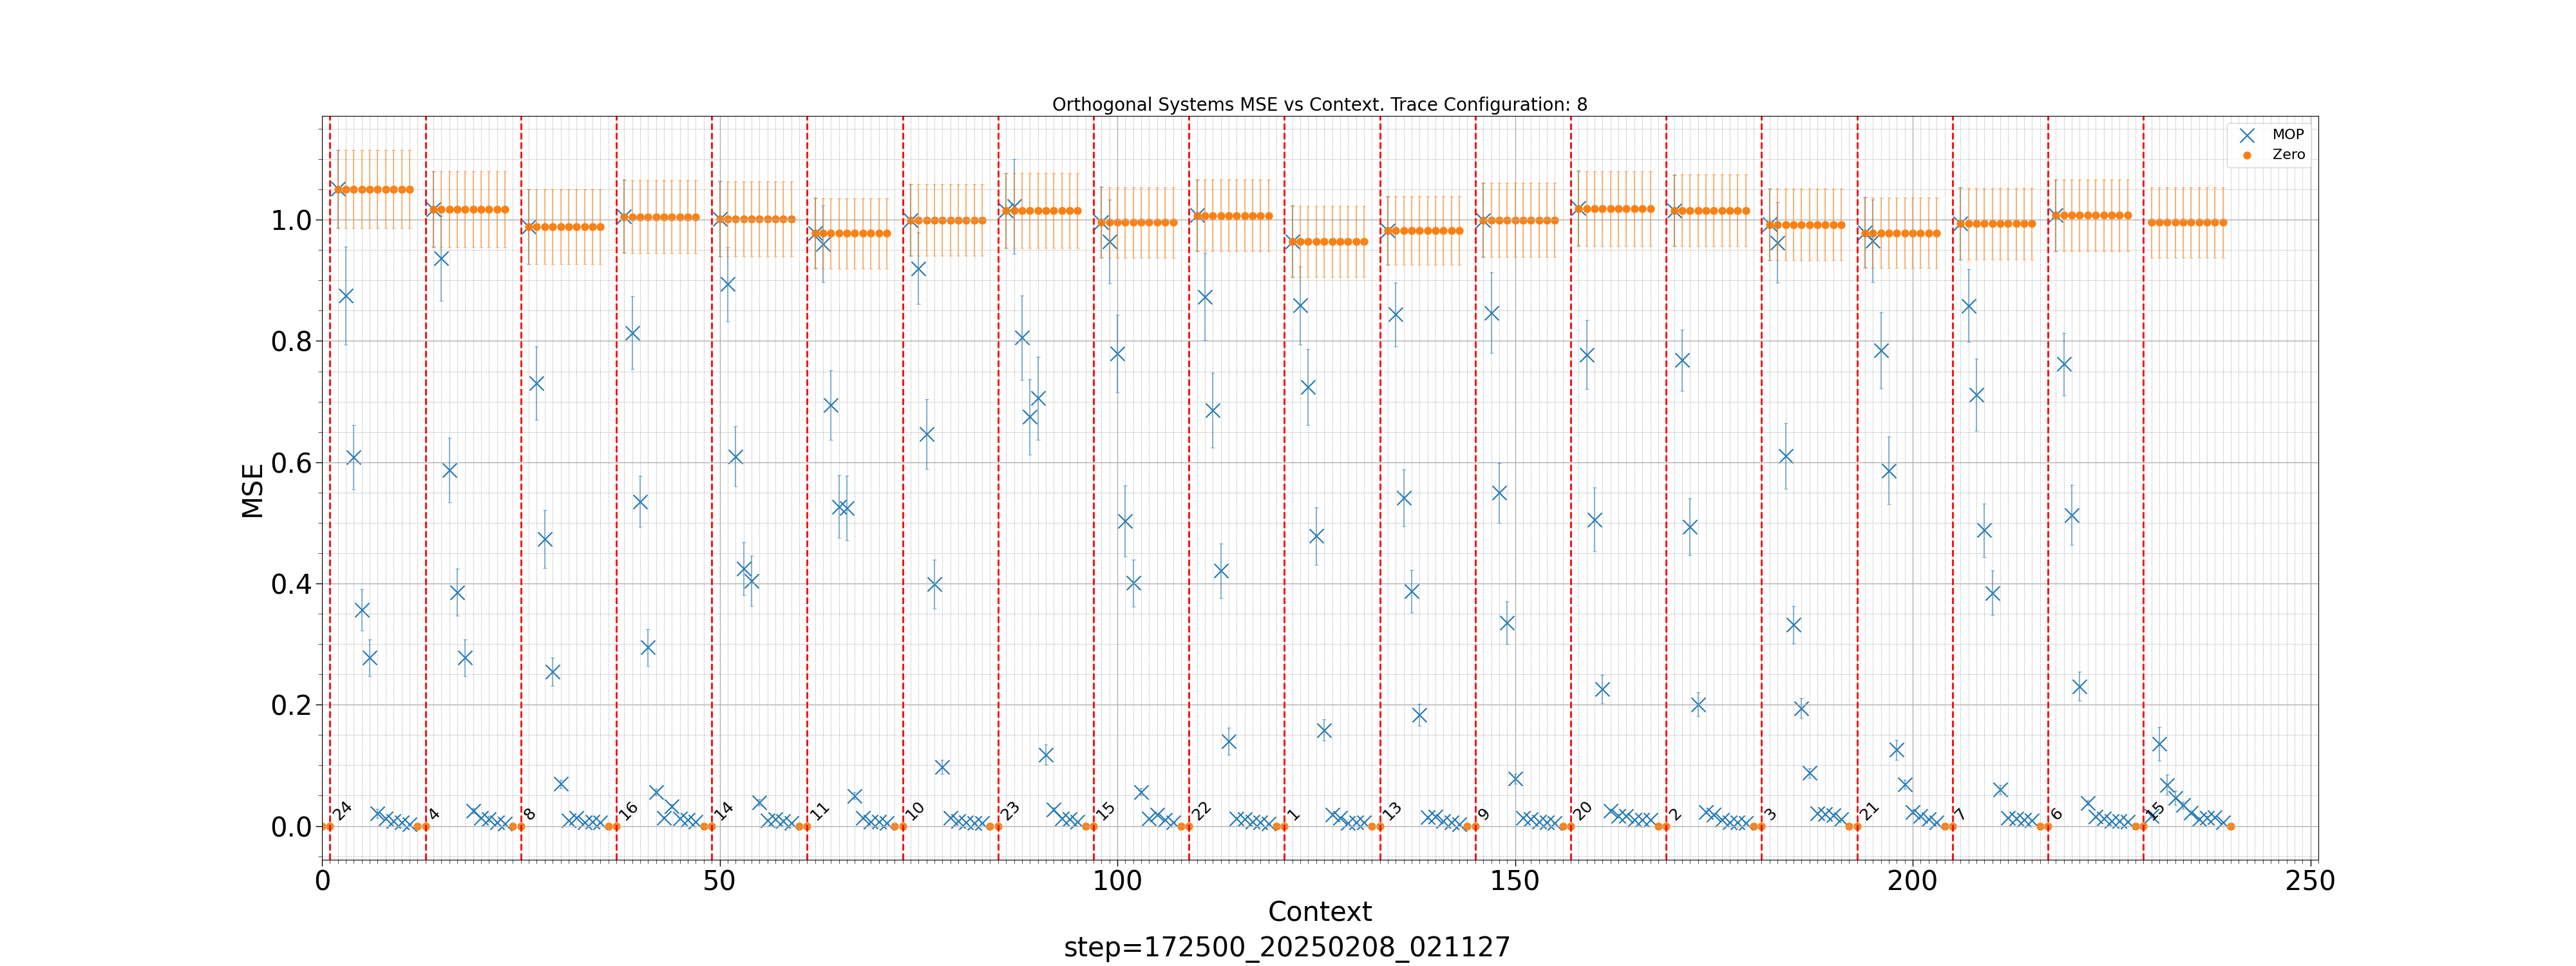 Orthogonal Systems MSE vs Context. Trace Configuration: 8
MOP
Zero
MSE
1.0
0.8
0.6
0.4
0.2
0.0
24 4 8 16 14 11 10 23 15 22 1 13 9 20 2 3 21 7 6 15
0 50 100 150 200 250
Context
step=172500_20250208_021127